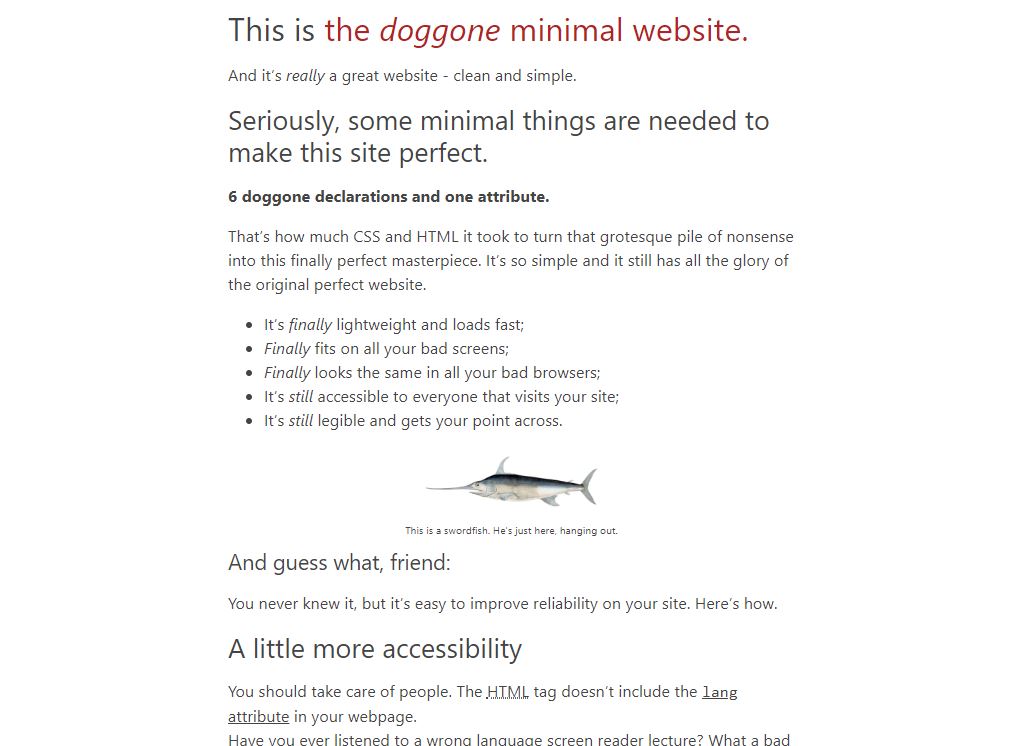 This is the doggone minimal website.
And it's really a great website - clean and simple.
Seriously, some minimal things are needed to
make this site perfect.
6 doggone declarations and one attribute.
That's how much CSS and HTML it took to turn that grotesque pile of nonsense
into this finally perfect masterpiece. It's so simple and it still has all the glory of
the original perfect website.
It's finally lightweight and loads fast;
Finally fits on all your bad screens;
Finally looks the same in all your bad browsers;
It's still accessible to everyone that visits your site;
It's still legible and gets your point across.
This is a swordfish. He's just here, hanging out.
And guess what, friend:
You never knew it, but it's easy to improve reliability on your site. Here's how.
A little more accessibility
You should take care of people. The HTML tag doesn't include the lang
attribute in your webpage.
Have you ever listened to a wrong language screen reader lecture? What a bad